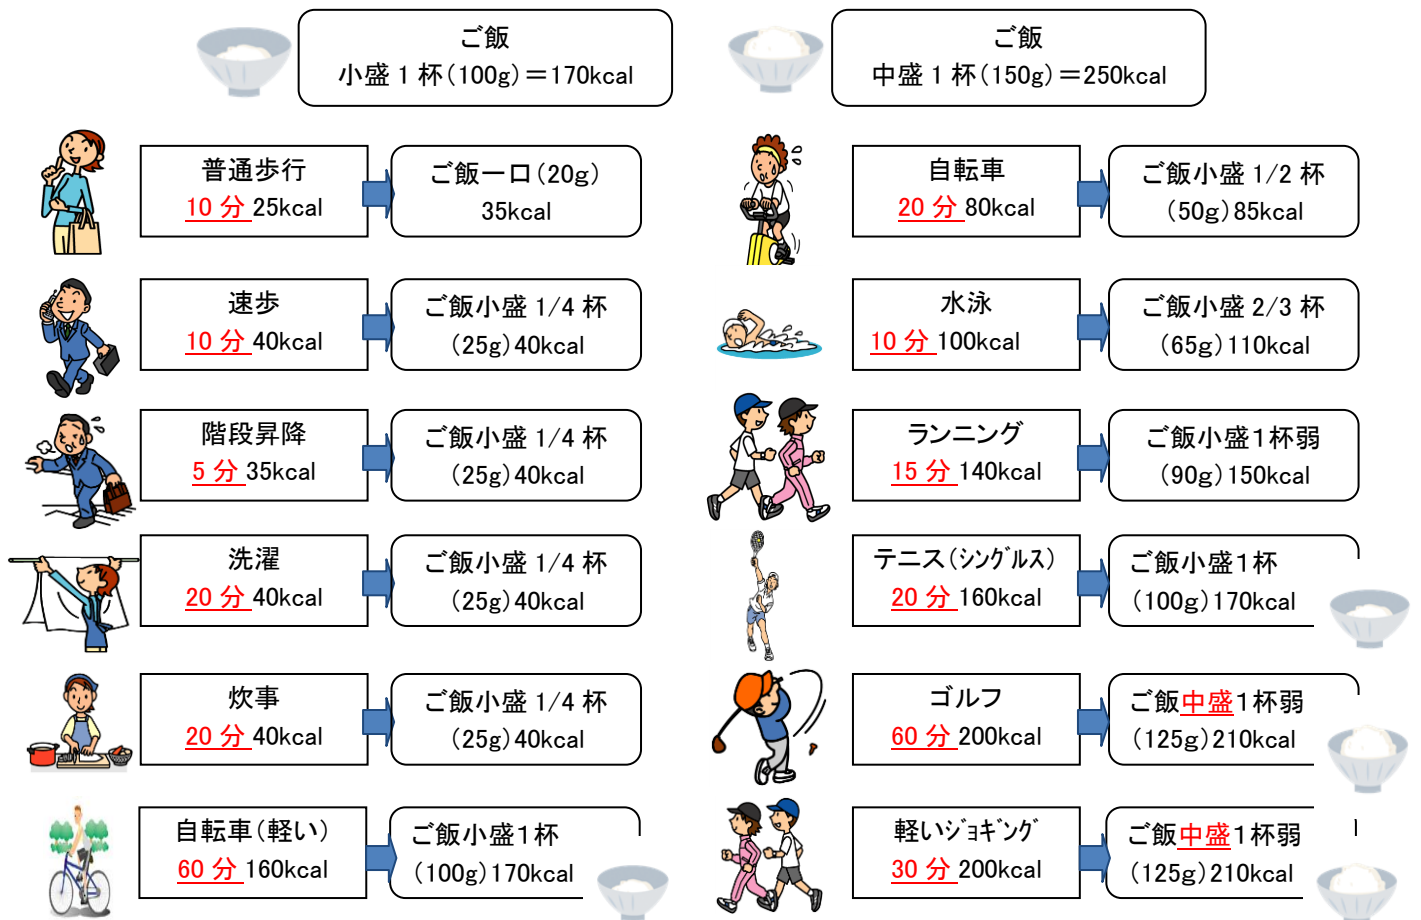 ご飯
小盛 1 杯(100g)＝170kcal
ご飯
中盛 1 杯(150g)＝250kcal
普通歩行
10 分 25kcal
ご飯一口(20g)
35kcal
自転車
20 分 80kcal
ご飯小盛 1/2 杯
(50g)85kcal
速歩
10 分 40kcal
ご飯小盛 1/4 杯
(25g)40kcal
水泳
10 分 100kcal
ご飯小盛 2/3 杯
(65g)110kcal
階段昇降
5 分 35kcal
ご飯小盛 1/4 杯
(25g)40kcal
ランニング
15 分 140kcal
ご飯小盛1杯弱
(90g)150kcal
洗濯
20 分 40kcal
ご飯小盛 1/4 杯
(25g)40kcal
テニス(ｼﾝｸﾞﾙｽ)
20 分 160kcal
ご飯小盛1杯
(100g)170kcal
炊事
20 分 40kcal
ご飯小盛 1/4 杯
(25g)40kcal
ゴルフ
60 分 200kcal
ご飯中盛1杯弱
(125g)210kcal
自転車(軽い)
60 分 160kcal
ご飯小盛1杯
(100g)170kcal
軽いｼﾞｮｷﾞﾝｸﾞ
30 分 200kcal
ご飯中盛1杯弱
(125g)210kcal